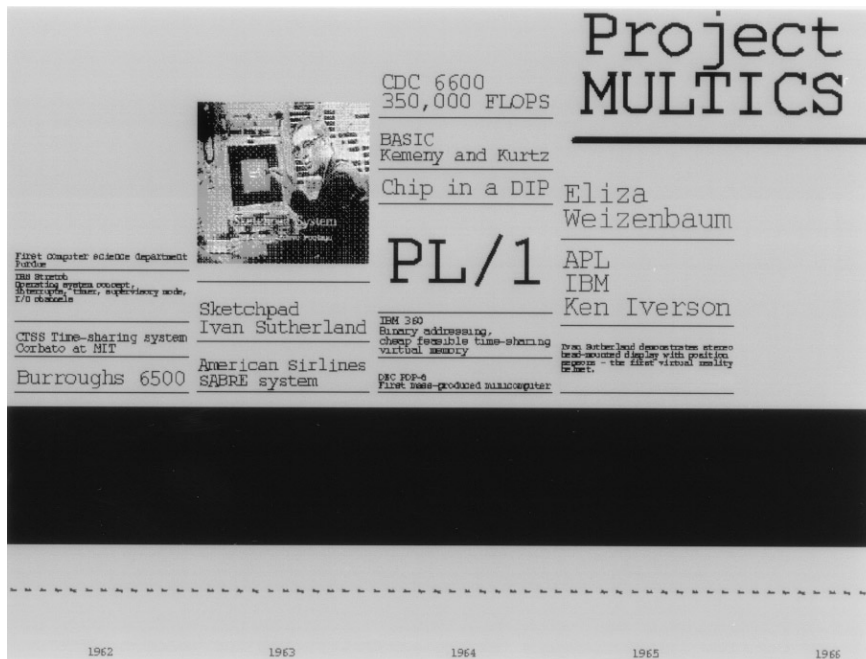 Project
MULTICS
CDC 6600
350,000 FLOPS
BASIC
Kemeny and Kurtz
Chip in a DIP
PL/1
IBM 360
Binary addressing,
cheap feasible time-sharing
virtual memory
DEC PDP-8
First mass-produced minicomputer
Eliza
Weizenbaum
APL
IBM
Ken Iverson
Sutherland demonstrates stereo
head-mounted display with position
sensors - the first virtual reality
helmet.
Sketchpad
Ivan Sutherland
American Sirlines
SABRE system
First computer science department
Purdue
IBM Stretch
Operating system concept,
interrupts, timer, supervisory mode,
I/O channels
CTSS Time-sharing system
Corbato at MIT
Burroughs 6500
1962 1963 1964 1965 1966